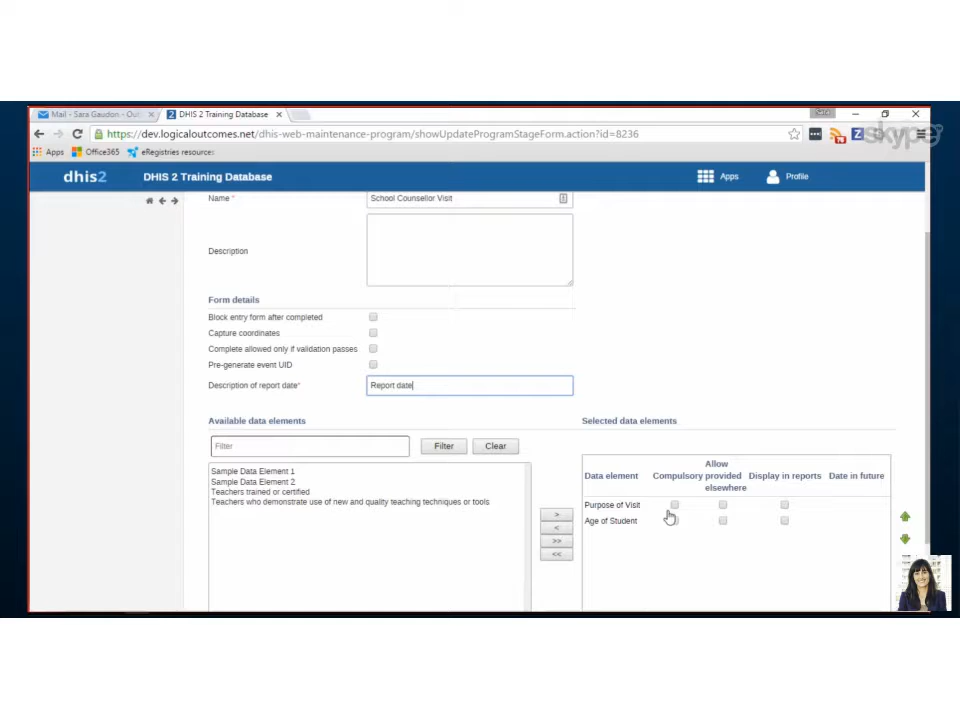 Mail - Sara Gaudon - Out
DHIS 2 Training Database
Sara
https://dev.logicaloutcomes.net/dhis-web-maintenance-program/showUpdateProgramStageForm.action?id=8236
skype
Apps Office365 eRegistries resource:
dhis2 DHIS 2 Training Database Apps Profile
Name * School Counsellor Visit
Description
Form details
Block entry form after completed
Capture coordinates
Complete allowed only if validation passes
Pre-generate event UID
Description of report date* Report date
Available data elements Selected data elements
Filter Filter Clear
Sample Data Element 1
Sample Data Element 2
Teachers trained or certified
Teachers who demonstrate use of new and quality teaching techniques or tools
>
<
>>
<<
Allow
Data element Compulsory provided Display in reports Date in future
elsewhere
Purpose of Visit
Age of Student